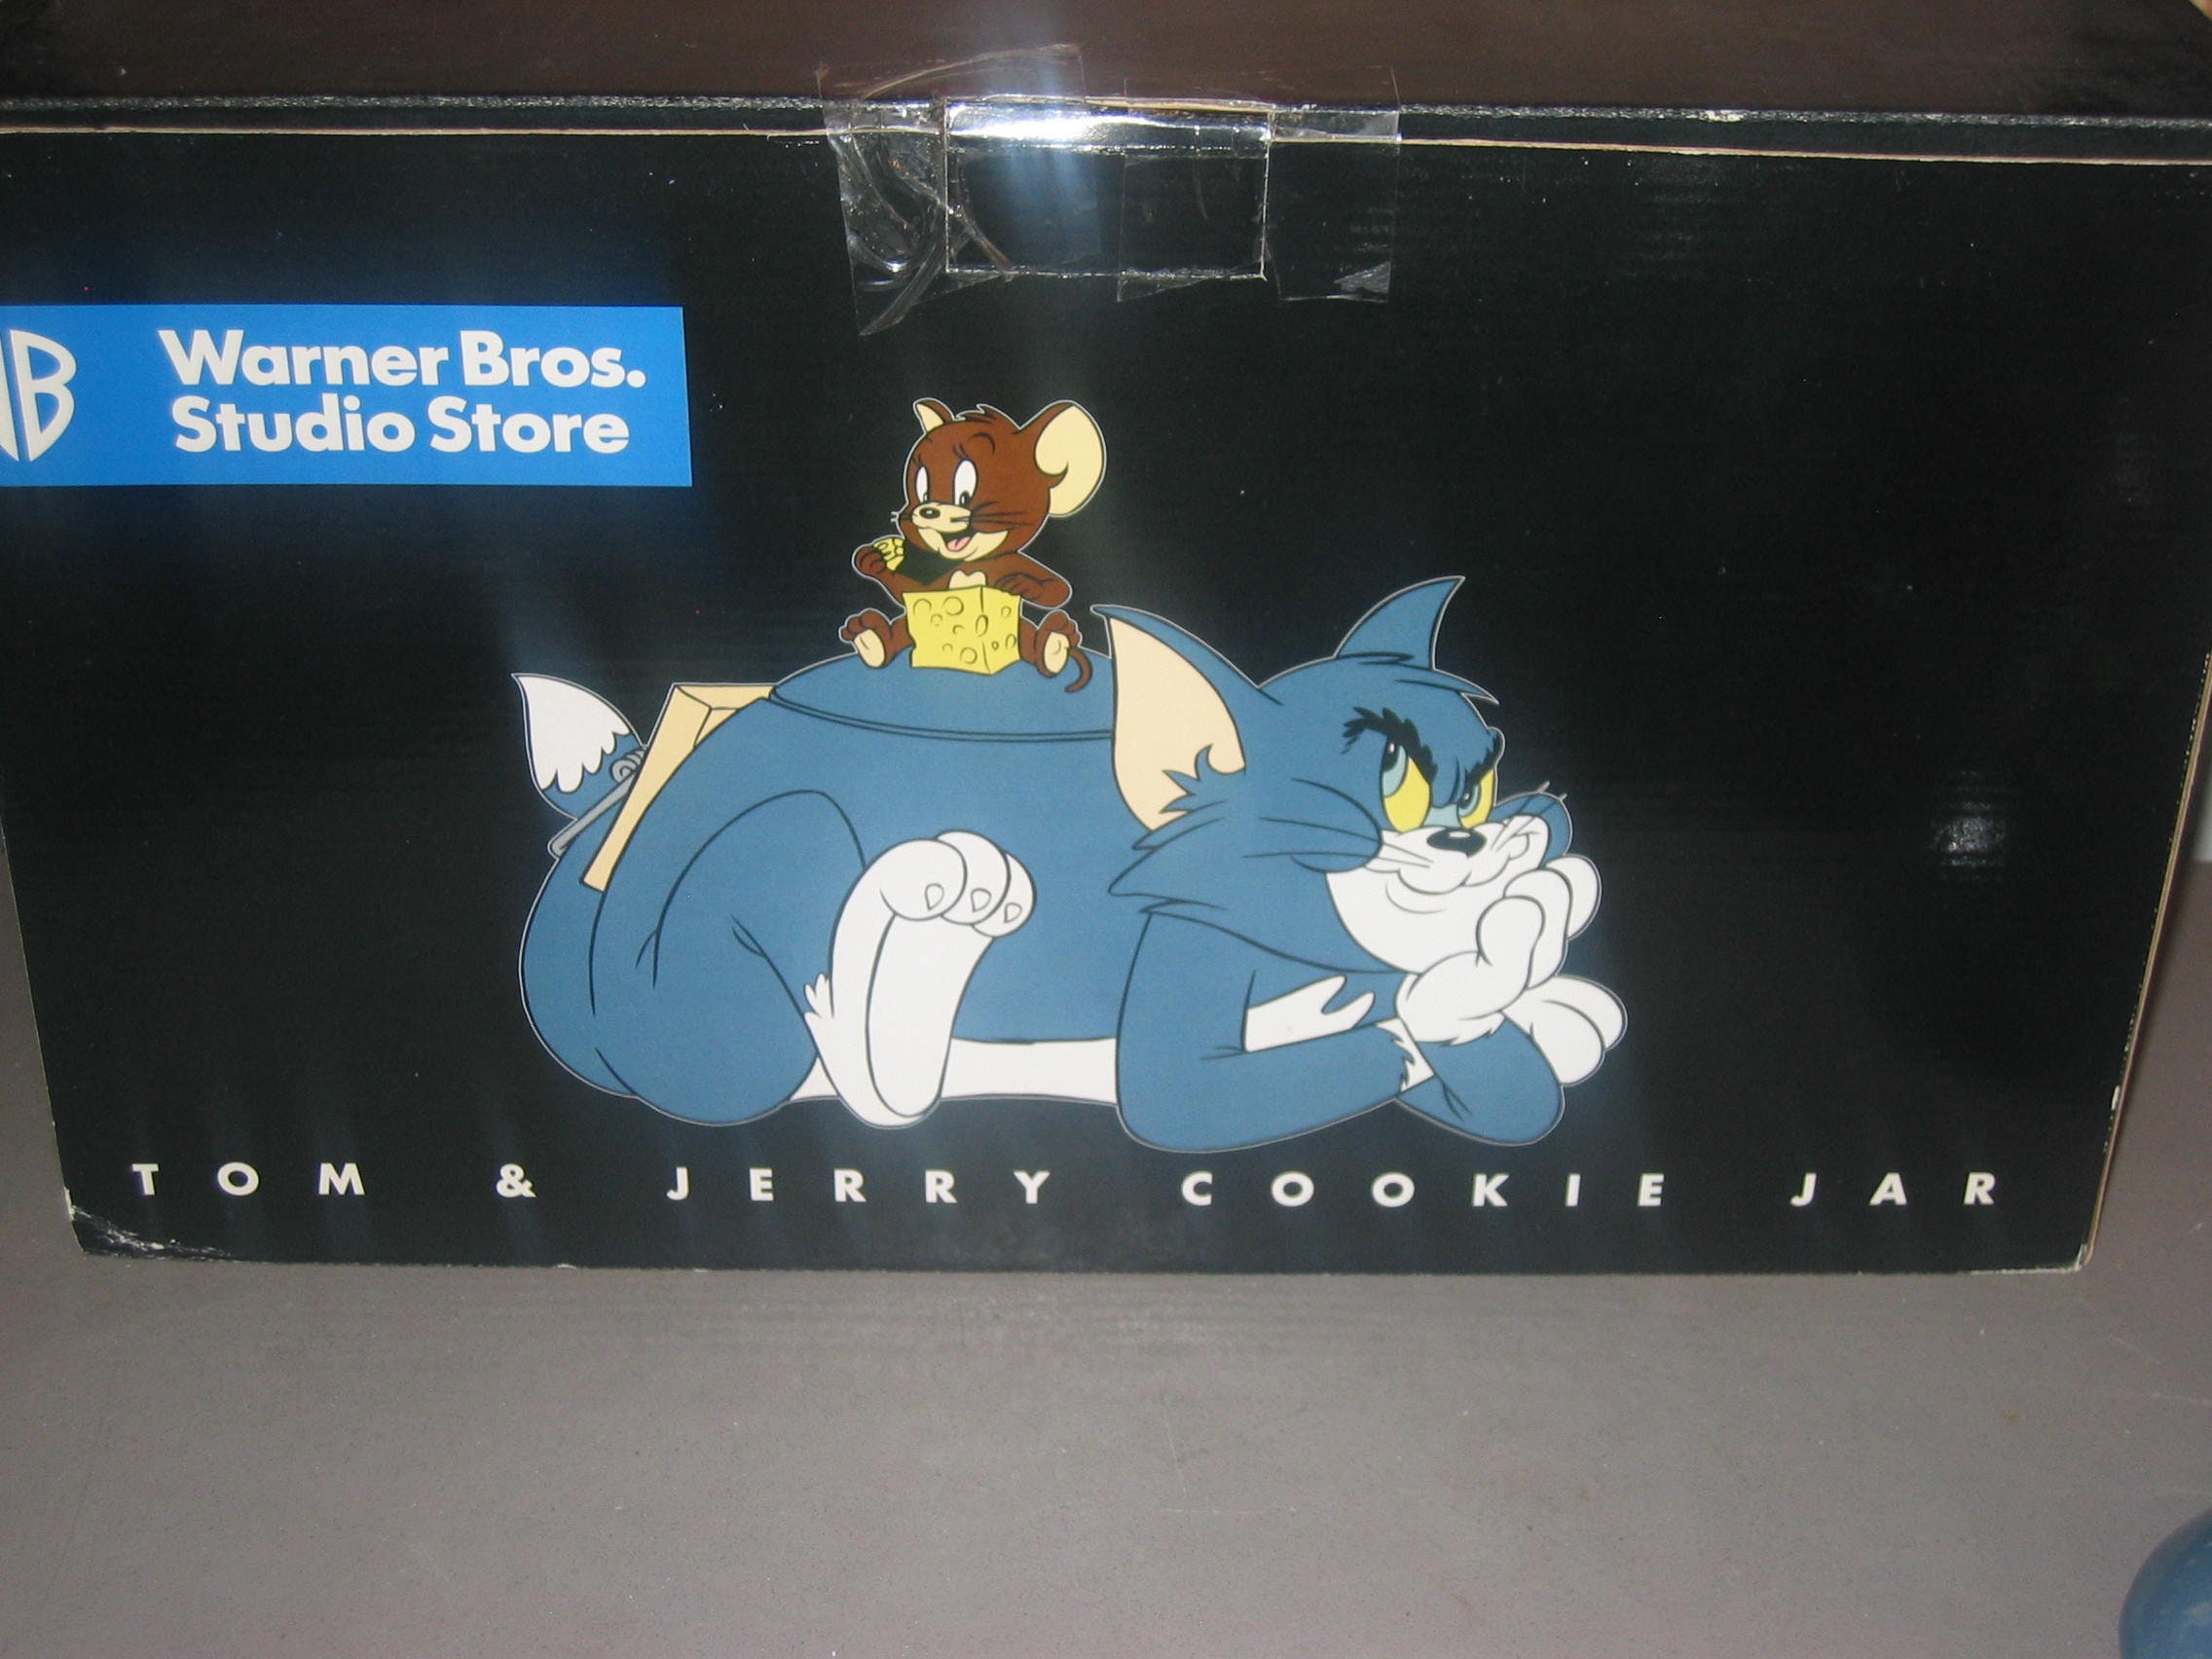 WB
Warner Bros.
Studio Store
TOM & JERRY COOKIE JAR